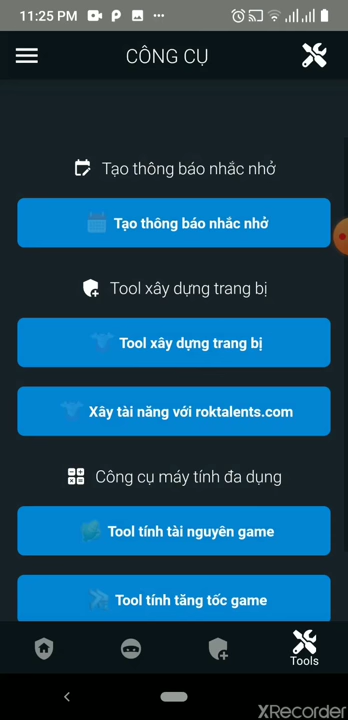 11:25 PM
CÔNG CỤ
Tạo thông báo nhắc nhở
Tạo thông báo nhắc nhở
Tool xây dựng trang bị
Tool xây dựng trang bị
Xây tài năng với roktalents.com
Công cụ máy tính đa dụng
Tool tính tài nguyên game
Tool tính tăng tốc game
Tools
XRecorder